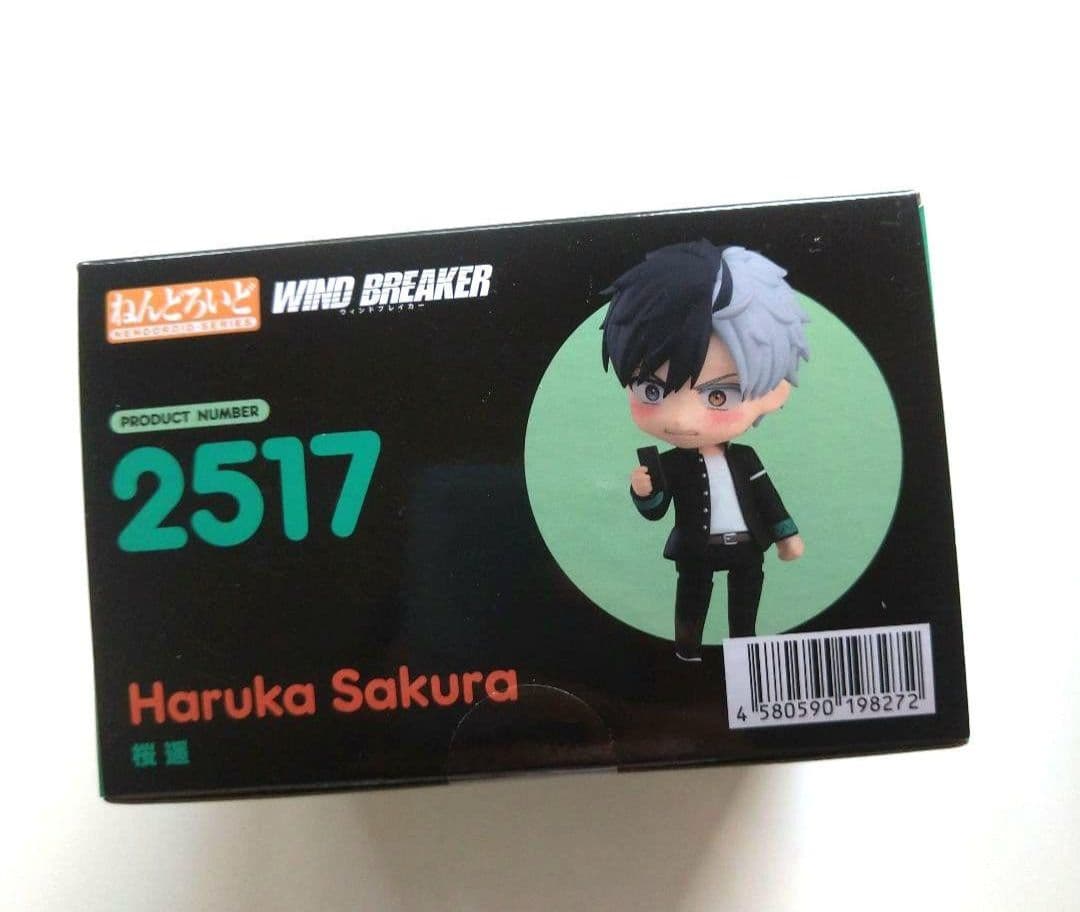 ねんどろいど
NENDOROID SERIES
WIND BREAKER
ウィンドブレイカー
PRODUCT NUMBER
2517
Haruka Sakura
桜 遥
4 580590 198272